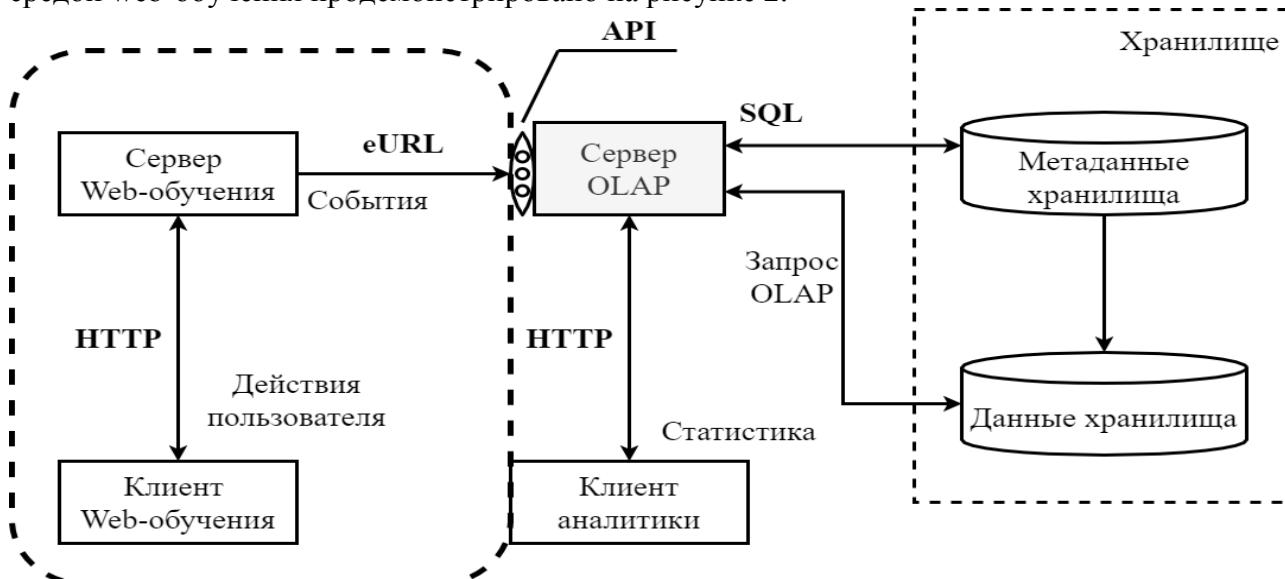 средой Web-обучения продемонстрировано на рисунке 2.
API
Хранилище
Сервер
Web-обучения
eURL
События
Сервер
OLAP
SQL
Метаданные
хранилища
Запрос
OLAP
HTTP
HTTP
Действия
пользователя
Статистика
Данные хранилища
Клиент
Web-обучения
Клиент
аналитики